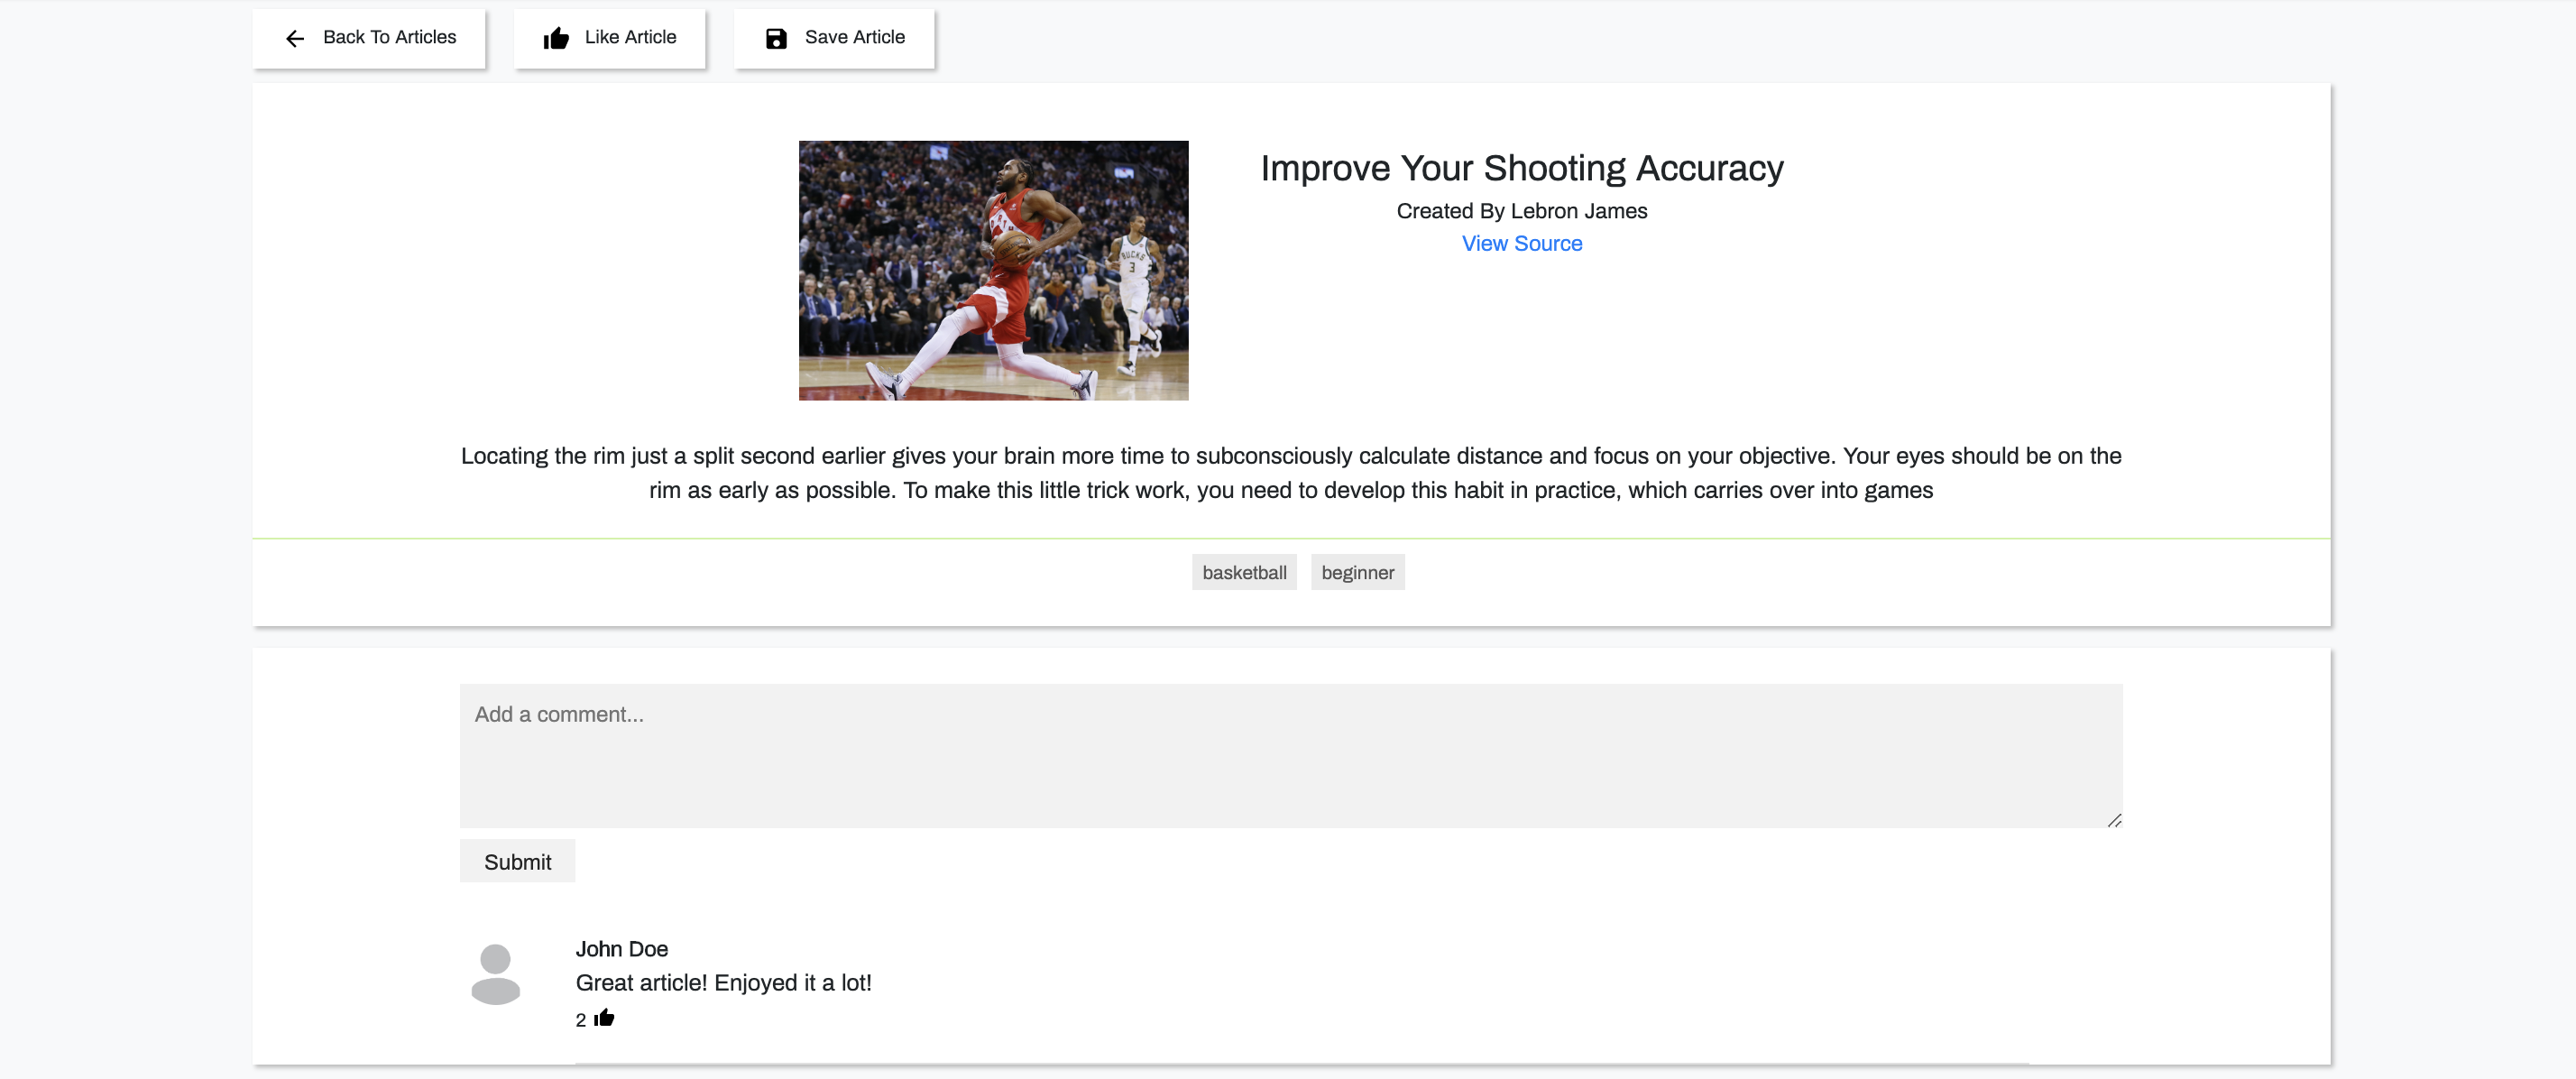 Back To Articles
Like Article
Save Article
Improve Your Shooting Accuracy
Created By Lebron James
View Source
BUCKS
3
Locating the rim just a split second earlier gives your brain more time to subconsciously calculate distance and focus on your objective. Your eyes should be on the
rim as early as possible. To make this little trick work, you need to develop this habit in practice, which carries over into games
basketball
beginner
Add a comment...
Submit
John Doe
Great article! Enjoyed it a lot!
2